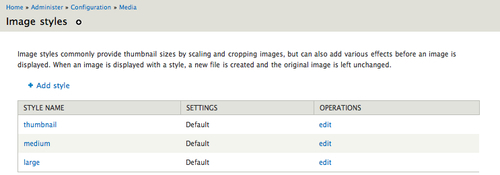 Home » Administer » Configuration » Media
Image styles
Image styles commonly provide thumbnail sizes by scaling and cropping images, but can also add various effects before an image is
displayed. When an image is displayed with a style, a new file is created and the original image is left unchanged.
+ Add style
STYLE NAME SETTINGS OPERATIONS
thumbnail Default edit
medium Default edit
large Default edit